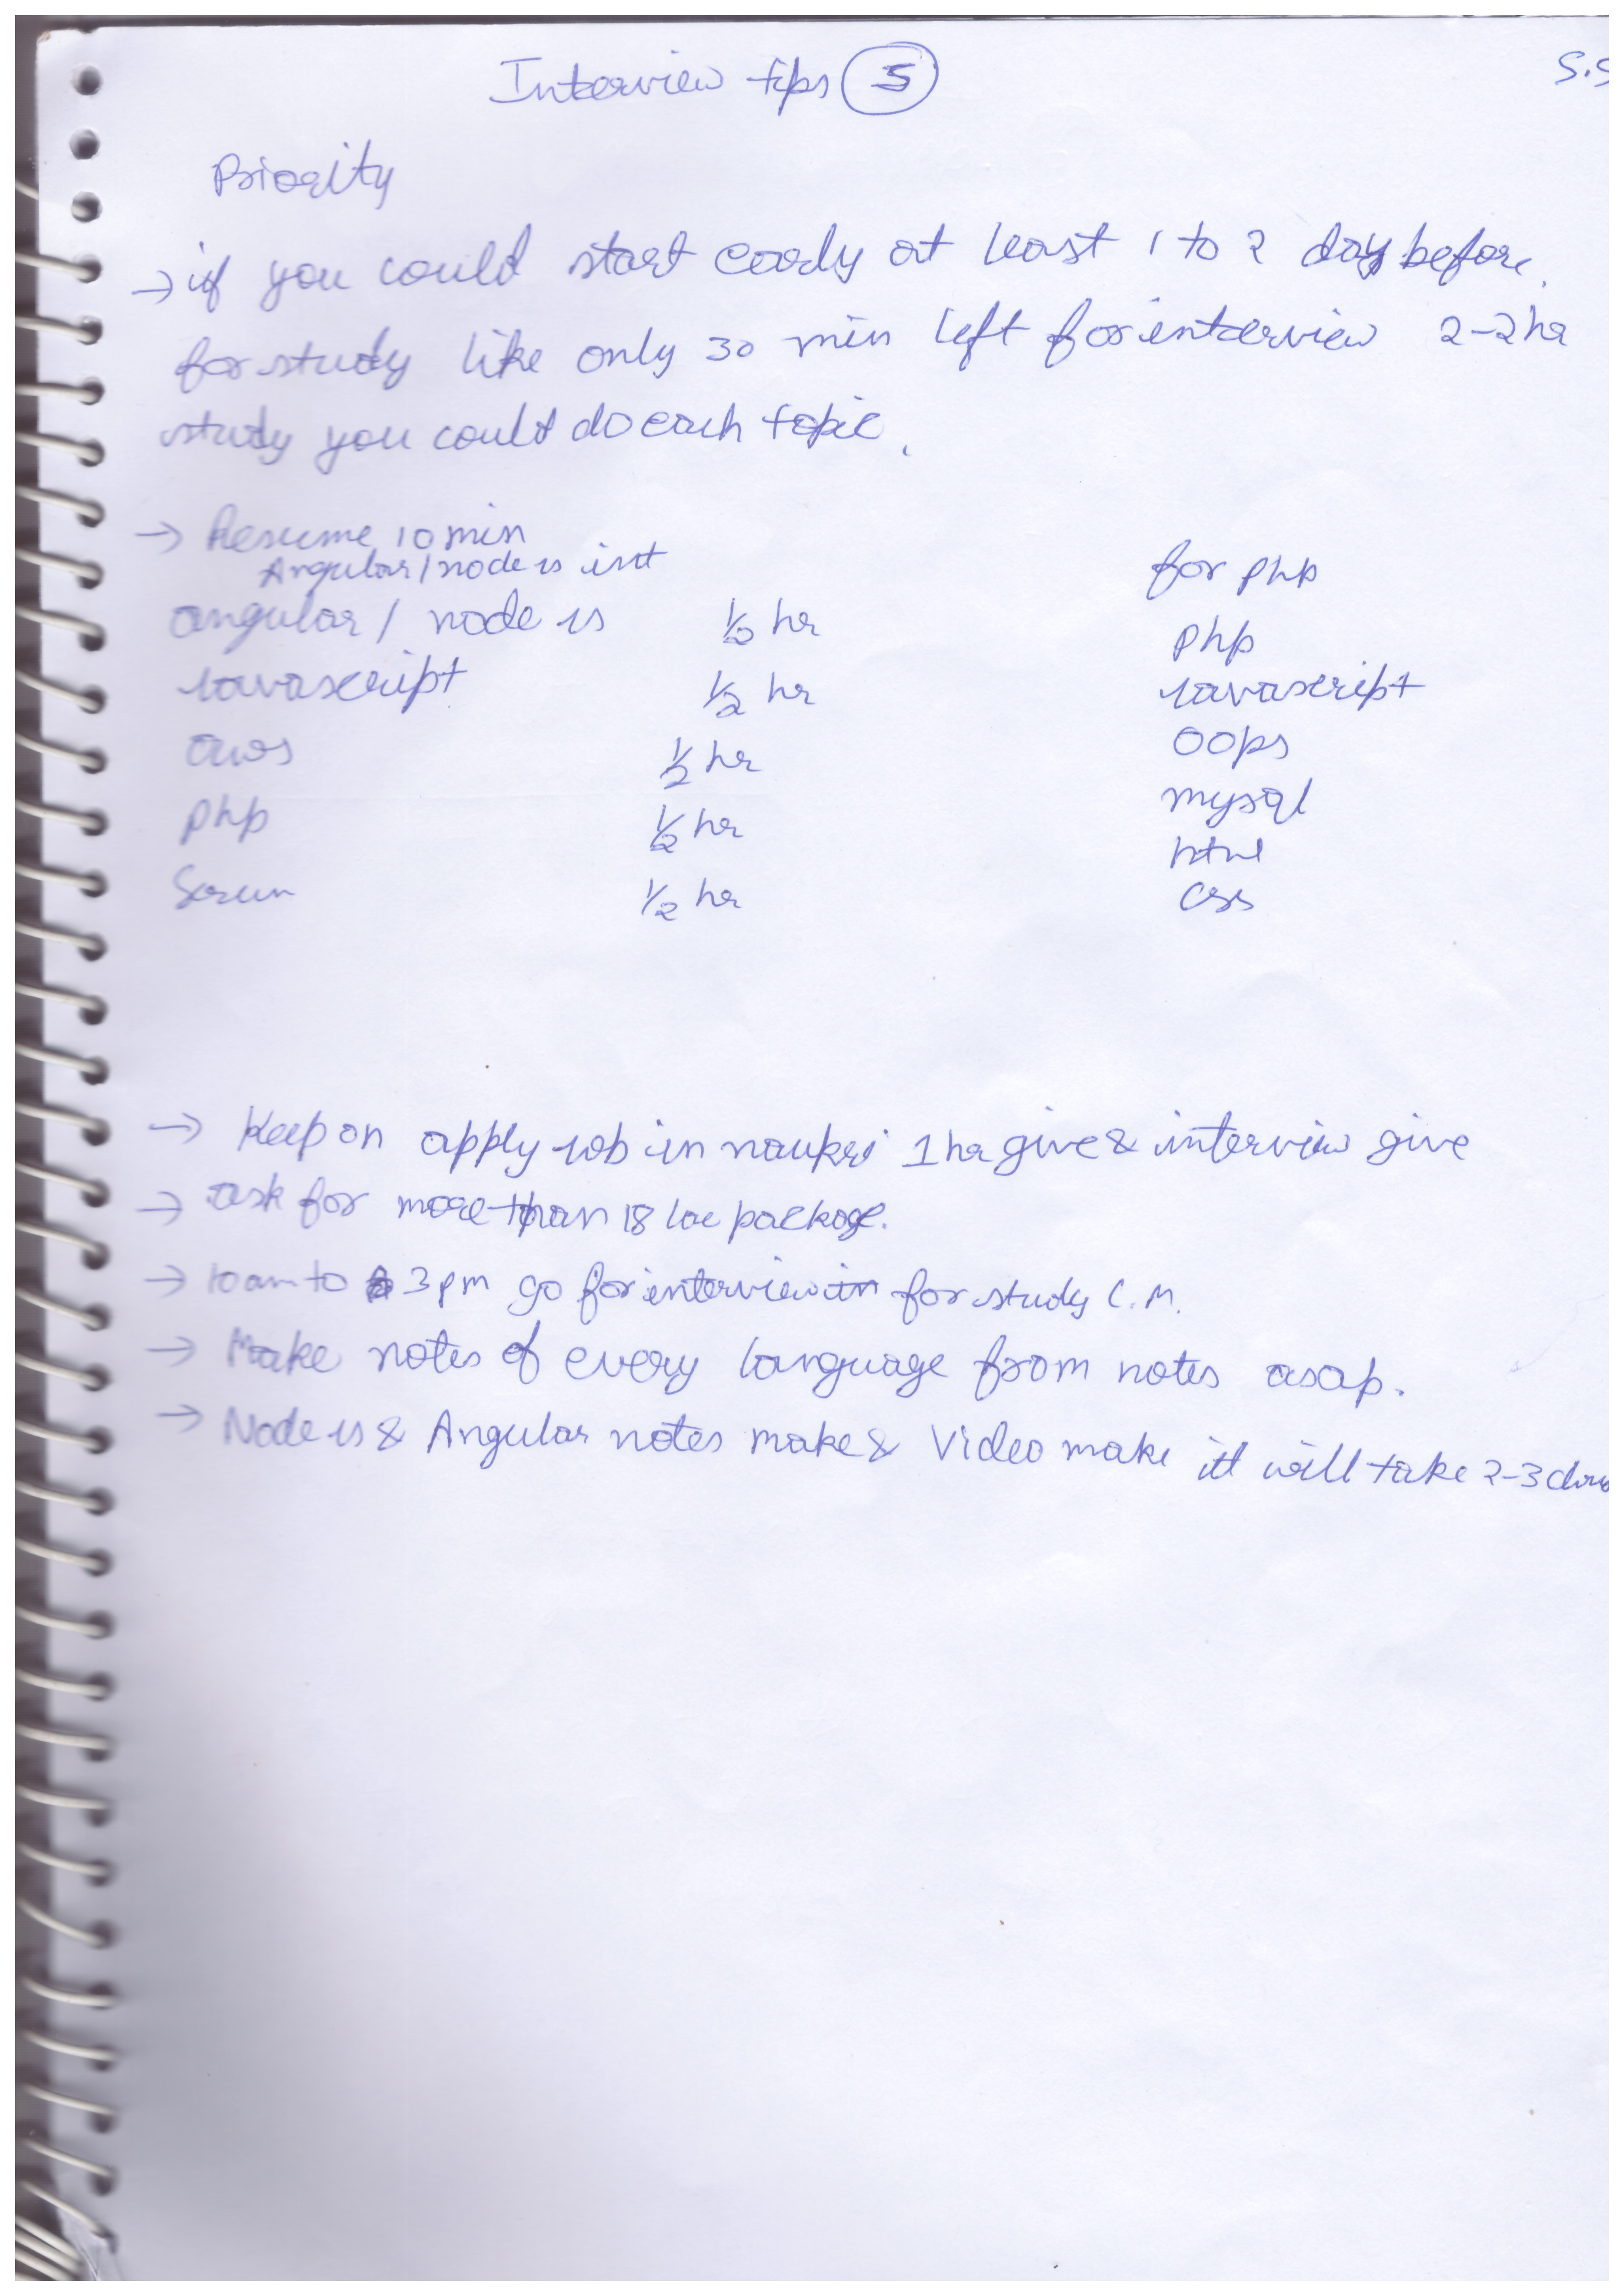 Interview tips 5
S.S
Priority
→ if you could start early at least 1 to 2 day before.
for study like only 30 min left for interview 2-2 hr
study you could do each topic.
→ Resume 10 min
Angular / node js int
for php
angular / node js 1/2 hr
php
Javascript 1/2 hr
Javascript
aws 1/2 hr
oops
php 1/2 hr
mysql
html
Scrum 1/2 hr
css
→ Keep on apply job in naukri 1 hr give & interview give
→ ask for more than 18 lac package.
→ 10 am to 3 pm go for interview for study C.M.
→ Make notes of every language from notes asap.
→ Node js & Angular notes make & Video make it will take 2-3